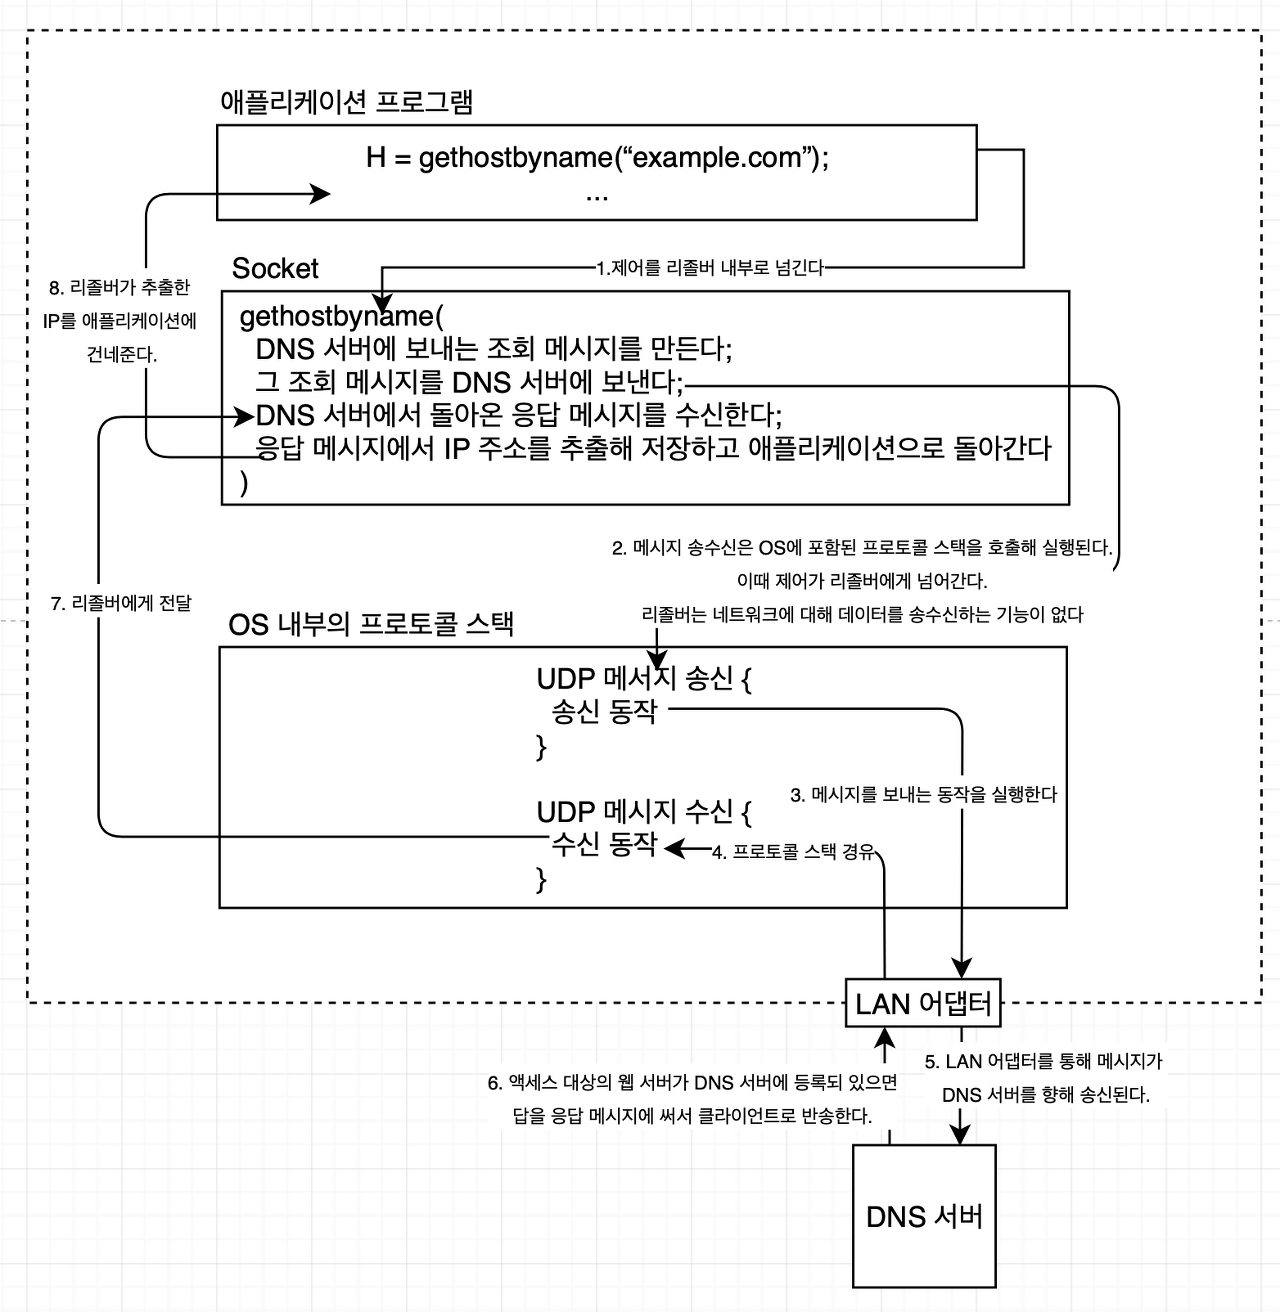 애플리케이션 프로그램
H = gethostbyname(“example.com”);
...
1.제어를 리졸버 내부로 넘긴다
Socket
8. 리졸버가 추출한
IP를 애플리케이션에
건네준다.
gethostbyname(
DNS 서버에 보내는 조회 메시지를 만든다;
그 조회 메시지를 DNS 서버에 보낸다;
DNS 서버에서 돌아온 응답 메시지를 수신한다;
응답 메시지에서 IP 주소를 추출해 저장하고 애플리케이션으로 돌아간다
)
2. 메시지 송수신은 OS에 포함된 프로토콜 스택을 호출해 실행된다.
이때 제어가 리졸버에게 넘어간다.
리졸버는 네트워크에 대해 데이터를 송수신하는 기능이 없다
7. 리졸버에게 전달
OS 내부의 프로토콜 스택
UDP 메서지 송신 {
송신 동작
}
3. 메시지를 보내는 동작을 실행한다
UDP 메시지 수신 {
수신 동작
4. 프로토콜 스택 경유
}
LAN 어댑터
5. LAN 어댑터를 통해 메시지가
DNS 서버를 향해 송신된다.
6. 액세스 대상의 웹 서버가 DNS 서버에 등록되 있으면
답을 응답 메시지에 써서 클라이언트로 반송한다.
DNS 서버